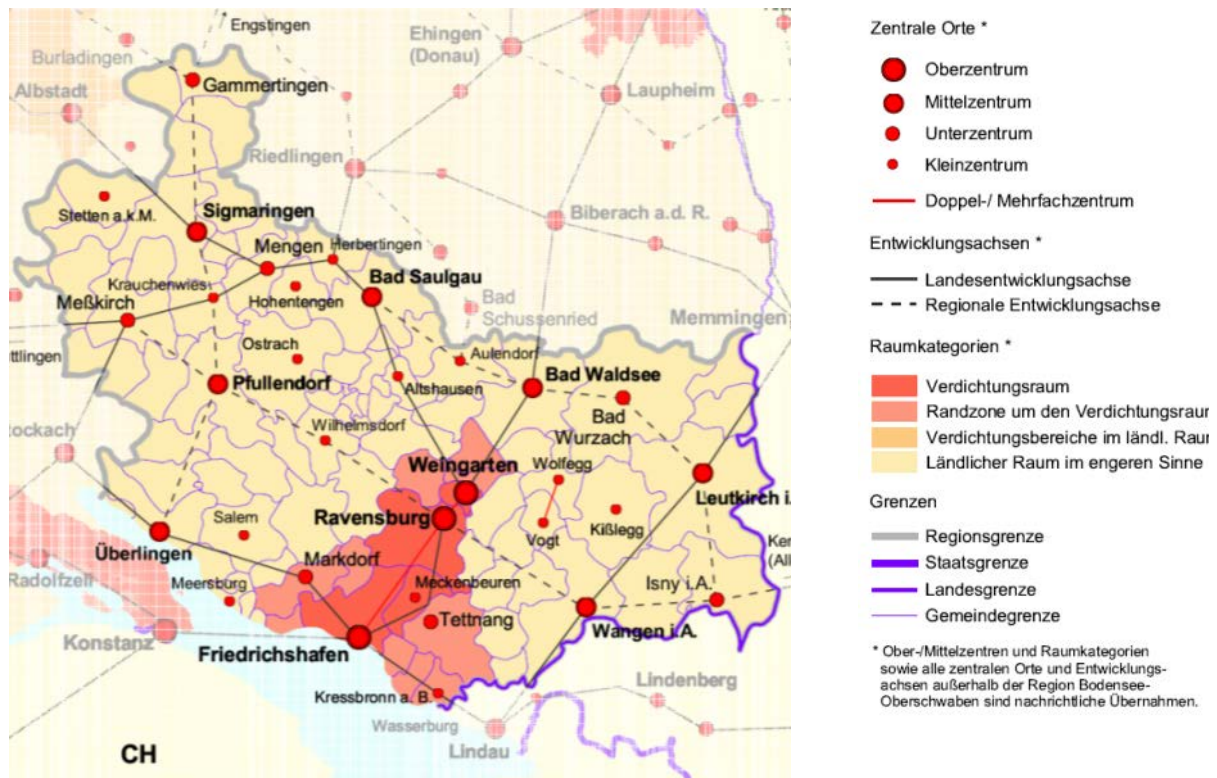 Engstingen
Burladingen
Gammertingen
Albstadt
Ehingen
(Donau)
Laupheim
Riedlingen
Biberach a.d. R.
Stetten a.k.M.
Sigmaringen
Mengen
Herbertingen
Bad Saulgau
Krauchenwies
Hohentengen
Meßkirch
Bad
Schussenried
Memmingen
ttlingen
Ostrach
Aulendorf
Pfullendorf
Altshausen
Bad Waldsee
Bad
Wurzach
Wilhelmsdorf
ockach
Weingarten
Wolfegg
Leutkirch i.
Ravensburg
Salem
Vogt
Kißlegg
Überlingen
Markdorf
Ker
(All
Radolfzell
Meersburg
Meckenbeuren
Isny i.A.
Tettnang
Wangen i.A.
Konstanz
Friedrichshafen
Kressbronn a. B.
Lindenberg
Wasserburg
Lindau
CH
Zentrale Orte *
Oberzentrum
Mittelzentrum
Unterzentrum
Kleinzentrum
Doppel-/ Mehrfachzentrum
Entwicklungsachsen *
Landesentwicklungsachse
Regionale Entwicklungsachse
Raumkategorien *
Verdichtungsraum
Randzone um den Verdichtungsraum
Verdichtungsbereiche im ländl. Raum
Ländlicher Raum im engeren Sinne
Grenzen
Regionsgrenze
Staatsgrenze
Landesgrenze
Gemeindegrenze
* Ober-/Mittelzentren und Raumkategorien
sowie alle zentralen Orte und Entwicklungs-
achsen außerhalb der Region Bodensee-
Oberschwaben sind nachrichtliche Übernahmen.